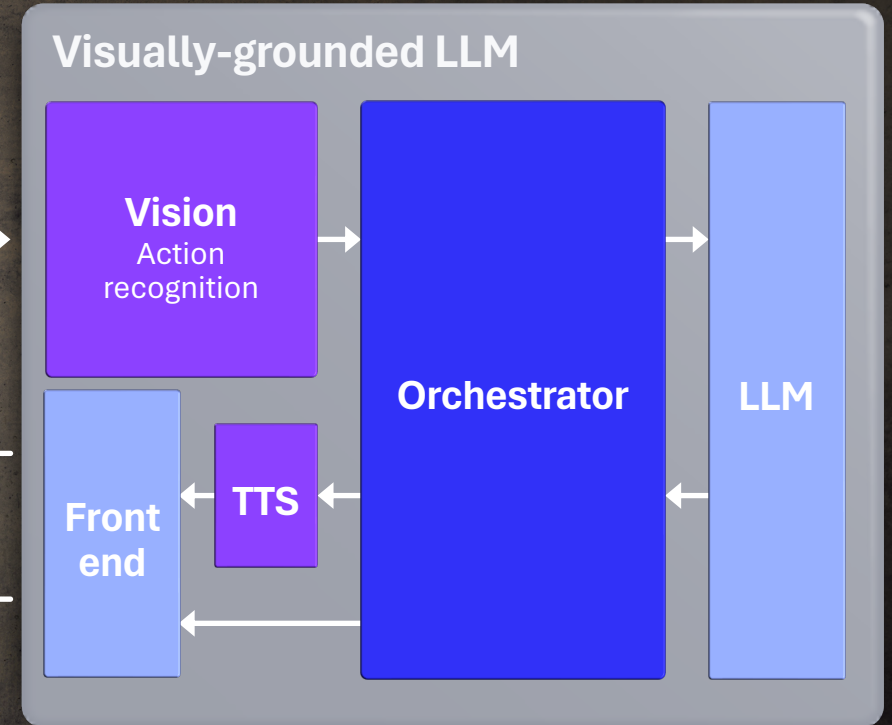 Visually-grounded LLM
Vision
Action
recognition
Orchestrator
LLM
TTS
Front
end